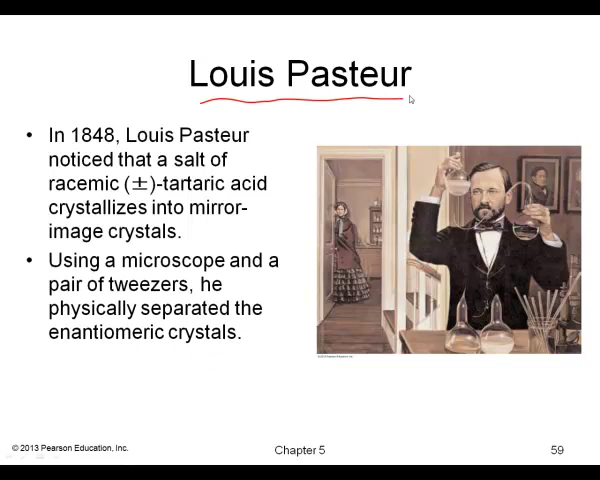 Louis Pasteur
• In 1848, Louis Pasteur
noticed that a salt of
racemic (±)-tartaric acid
crystallizes into mirror-
image crystals.
• Using a microscope and a
pair of tweezers, he
physically separated the
enantiomeric crystals.
© 2013 Pearson Education, Inc.
Chapter 5
59